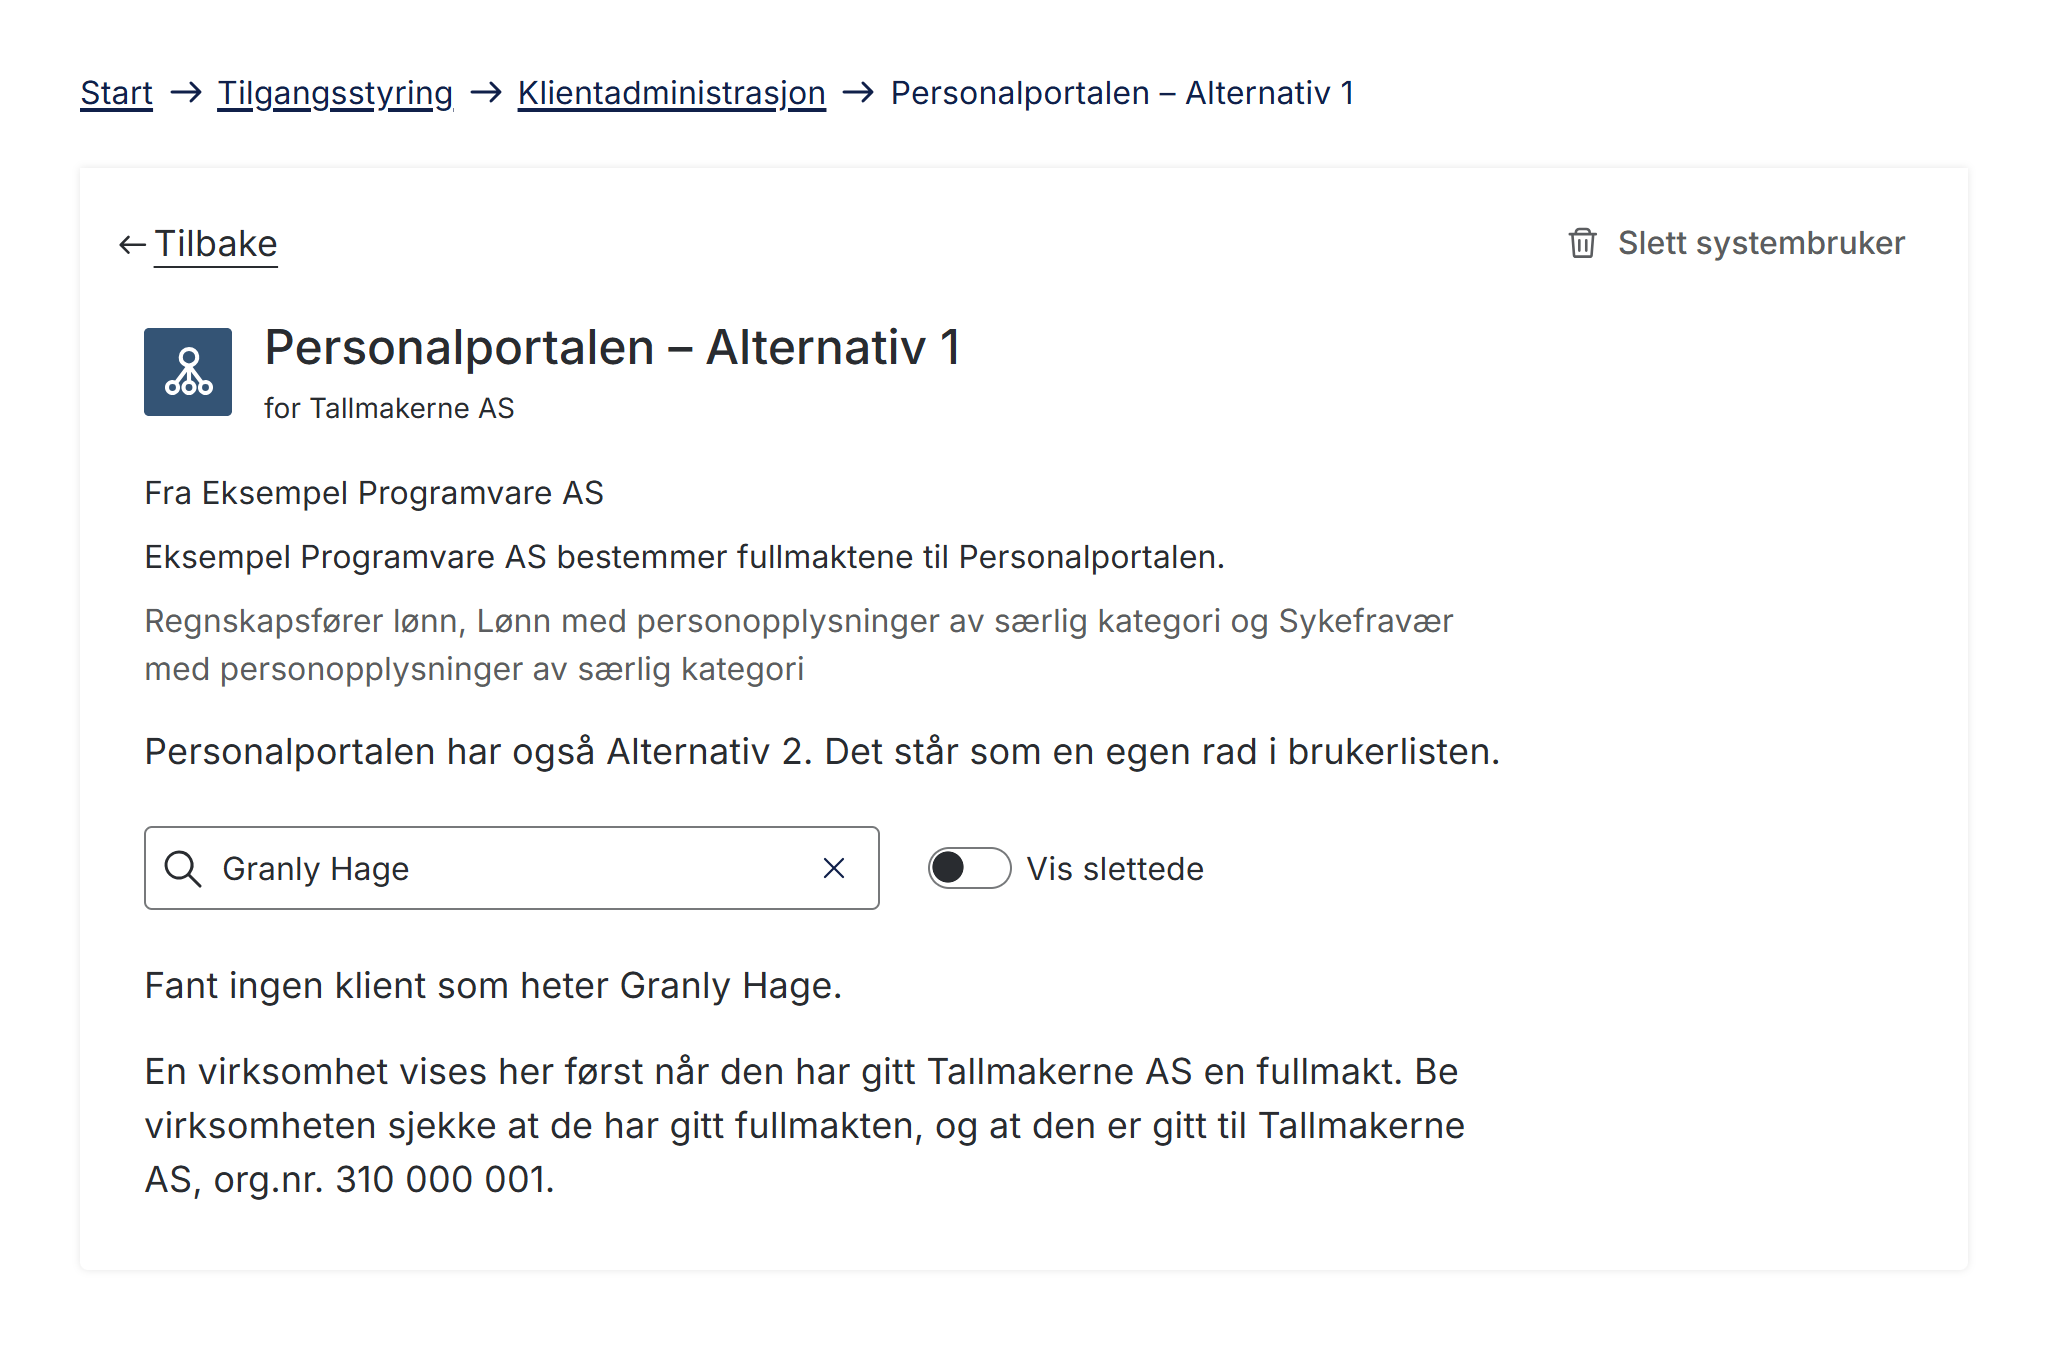 Start → Tilgangsstyring → Klientadministrasjon → Personalportalen – Alternativ 1
← Tilbake
Slett systembruker
Personalportalen – Alternativ 1
for Tallmakerne AS
Fra Eksempel Programvare AS
Eksempel Programvare AS bestemmer fullmaktene til Personalportalen.
Regnskapsfører lønn, Lønn med personopplysninger av særlig kategori og Sykefravær
med personopplysninger av særlig kategori
Personalportalen har også Alternativ 2. Det står som en egen rad i brukerlisten.
Granly Hage
Vis slettede
Fant ingen klient som heter Granly Hage.
En virksomhet vises her først når den har gitt Tallmakerne AS en fullmakt. Be
virksomheten sjekke at de har gitt fullmakten, og at den er gitt til Tallmakerne
AS, org.nr. 310 000 001.